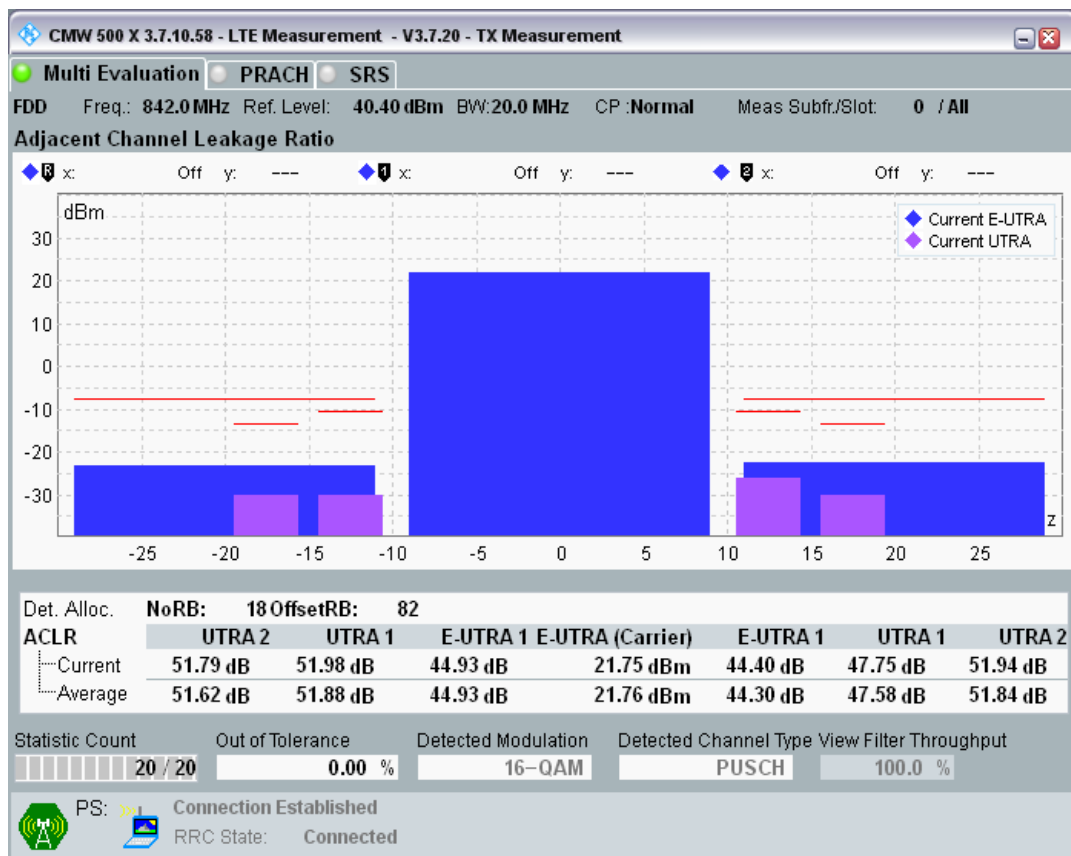 CMW 500 X 3.7.10.58 - LTE Measurement - V3.7.20 - TX Measurement
Multi Evaluation PRACH SRS
FDD Freq.: 842.0 MHz Ref. Level: 40.40 dBm BW:20.0 MHz CP :Normal Meas Subfr./Slot: 0 / All
Adjacent Channel Leakage Ratio
R x: Off y: --- 1 x: Off y: --- 2 x: Off y: ---
dBm
Current E-UTRA
Current UTRA
30
20
10
0
-10
-20
-30
z
-25 -20 -15 -10 -5 0 5 10 15 20 25
Det. Alloc. NoRB: 18 OffsetRB: 82
ACLR UTRA 2 UTRA 1 E-UTRA 1 E-UTRA (Carrier) E-UTRA 1 UTRA 1 UTRA 2
Current 51.79 dB 51.98 dB 44.93 dB 21.75 dBm 44.40 dB 47.75 dB 51.94 dB
Average 51.62 dB 51.88 dB 44.93 dB 21.76 dBm 44.30 dB 47.58 dB 51.84 dB
Statistic Count Out of Tolerance Detected Modulation Detected Channel Type View Filter Throughput
20 / 20 0.00 % 16-QAM PUSCH 100.0 %
PS: Connection Established
RRC State: Connected